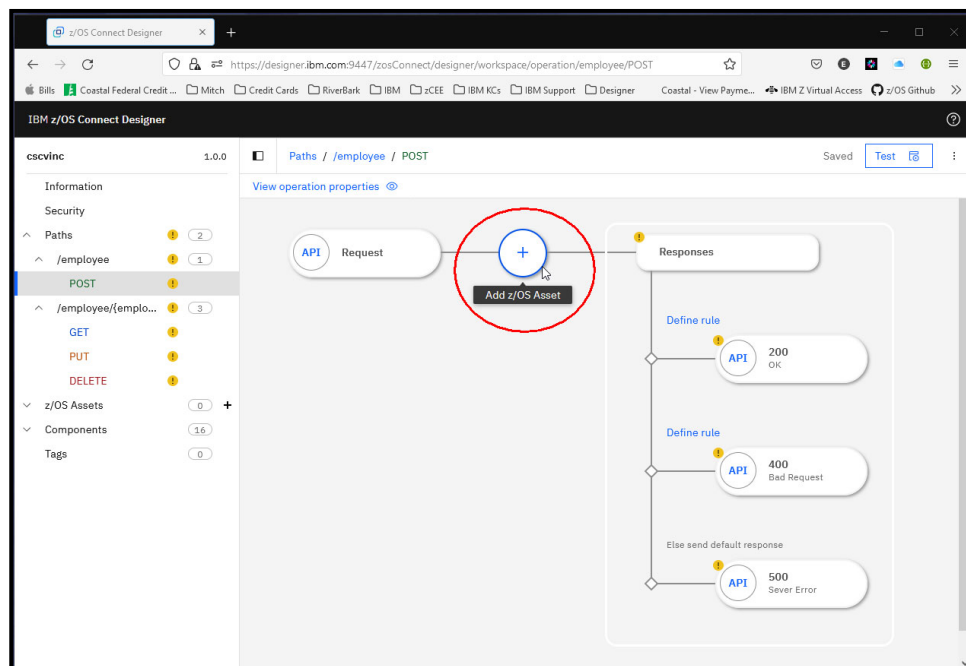 z/OS Connect Designer
https://designer.ibm.com:9447/zosConnect/designer/workspace/operation/employee/POST
Bills Coastal Federal Credit ... Mitch Credit Cards RiverBark IBM zCEE IBM KCs IBM Support Designer Coastal - View Payme... IBM Z Virtual Access z/OS Github
IBM z/OS Connect Designer
cscvinc 1.0.0
Paths / /employee / POST
Saved Test
Information
View operation properties
Security
Paths 2
/employee 1
POST
/employee/{emplo... 3
GET
PUT
DELETE
z/OS Assets 0 +
Components 16
Tags 0
API Request
+
Add z/OS Asset
Responses
Define rule
API 200
OK
Define rule
API 400
Bad Request
Else send default response
API 500
Sever Error